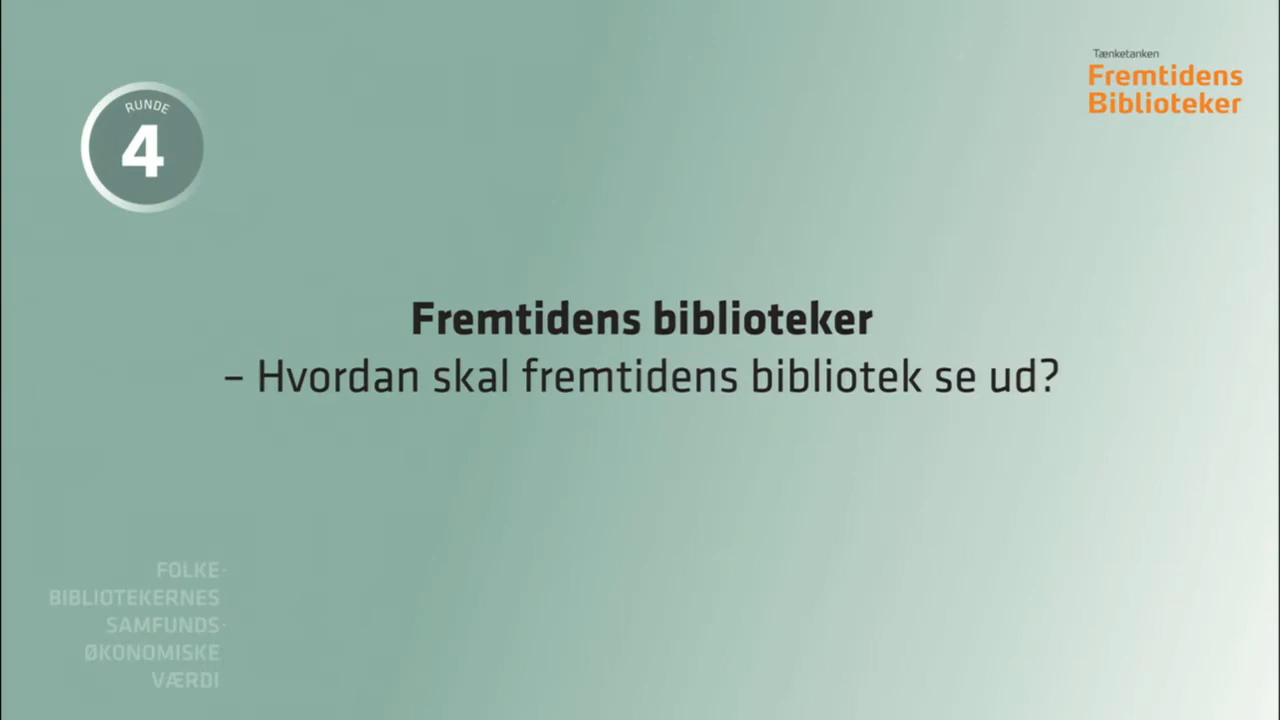 Tænketanken
Fremtidens
Biblioteker
RUNDE
4
Fremtidens biblioteker
– Hvordan skal fremtidens bibliotek se ud?
FOLKE-
BIBLIOTEKERNES
SAMFUNDS-
ØKONOMISKE
VÆRDI